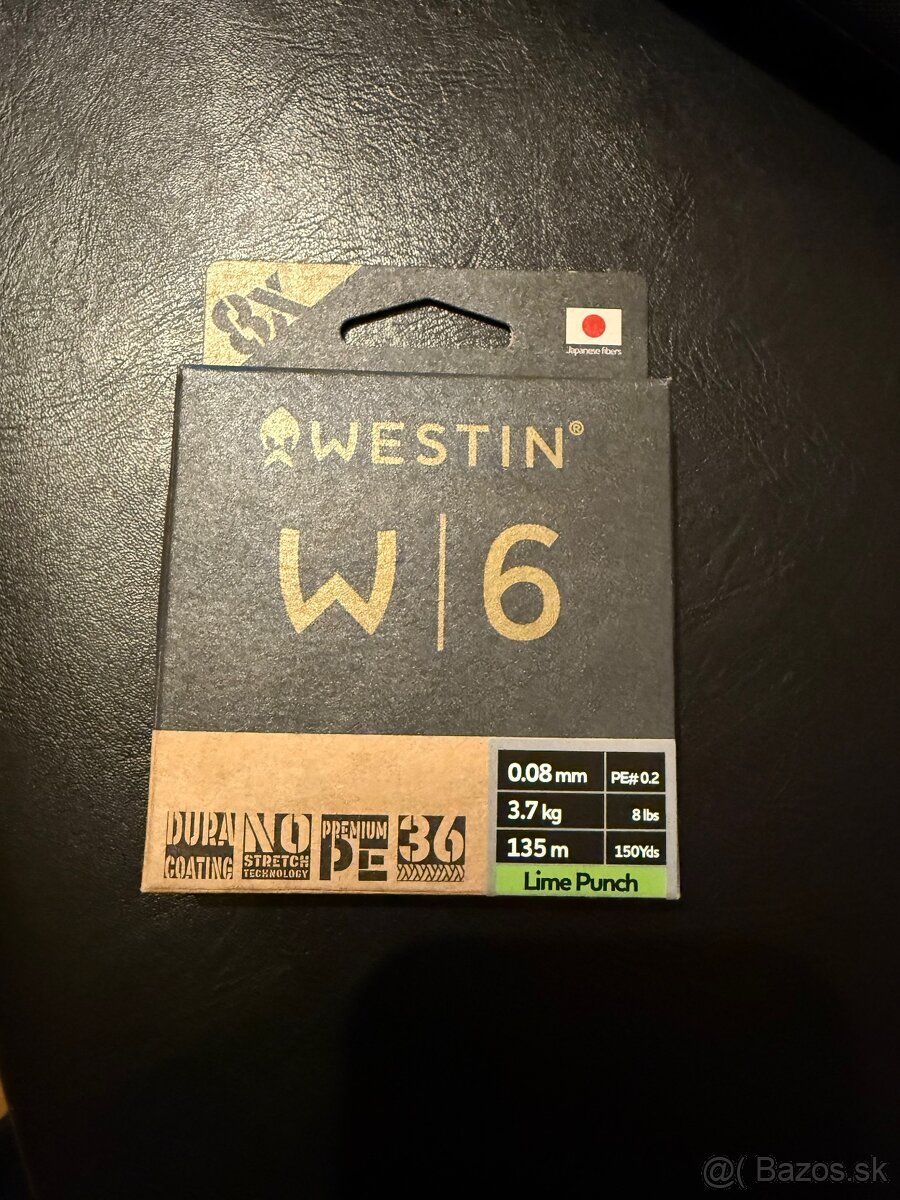 8X
Japanese fibers
WESTIN®
W|6
0.08 mm PE# 0.2
3.7 kg 8 lbs
135 m 150Yds
Lime Punch
DURA COATING
NO STRETCH TECHNOLOGY
PREMIUM PE
36
@( Bazos.sk